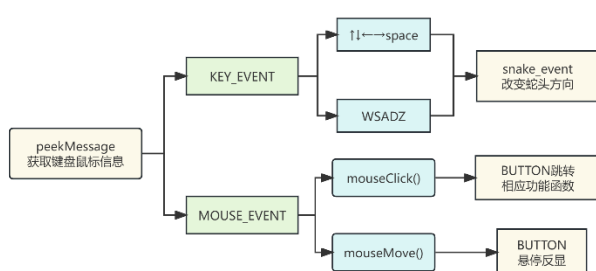 ↑↓←→space
KEY_EVENT
snake_event
改变蛇头方向
WSADZ
peekMessage
获取键盘鼠标信息
mouseClick()
BUTTON跳转
相应功能函数
MOUSE_EVENT
mouseMove()
BUTTON
悬停反显